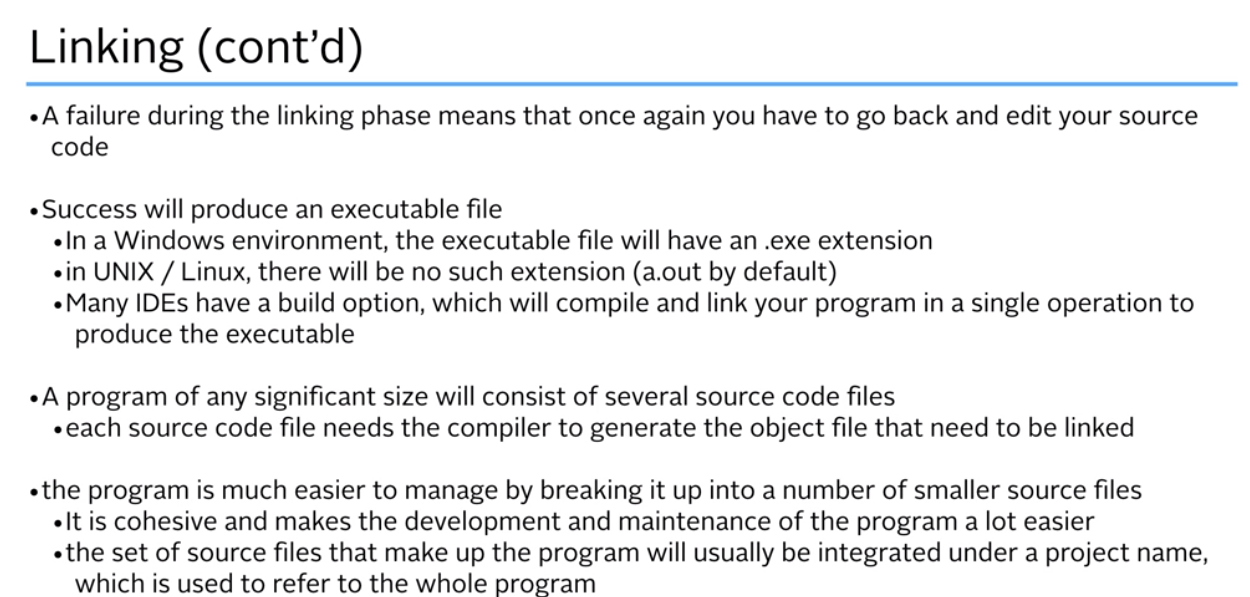 Linking (cont’d)
•A failure during the linking phase means that once again you have to go back and edit your source
code
•Success will produce an executable file
•In a Windows environment, the executable file will have an .exe extension
•in UNIX / Linux, there will be no such extension (a.out by default)
•Many IDEs have a build option, which will compile and link your program in a single operation to
produce the executable
•A program of any significant size will consist of several source code files
•each source code file needs the compiler to generate the object file that need to be linked
•the program is much easier to manage by breaking it up into a number of smaller source files
•It is cohesive and makes the development and maintenance of the program a lot easier
•the set of source files that make up the program will usually be integrated under a project name,
which is used to refer to the whole program